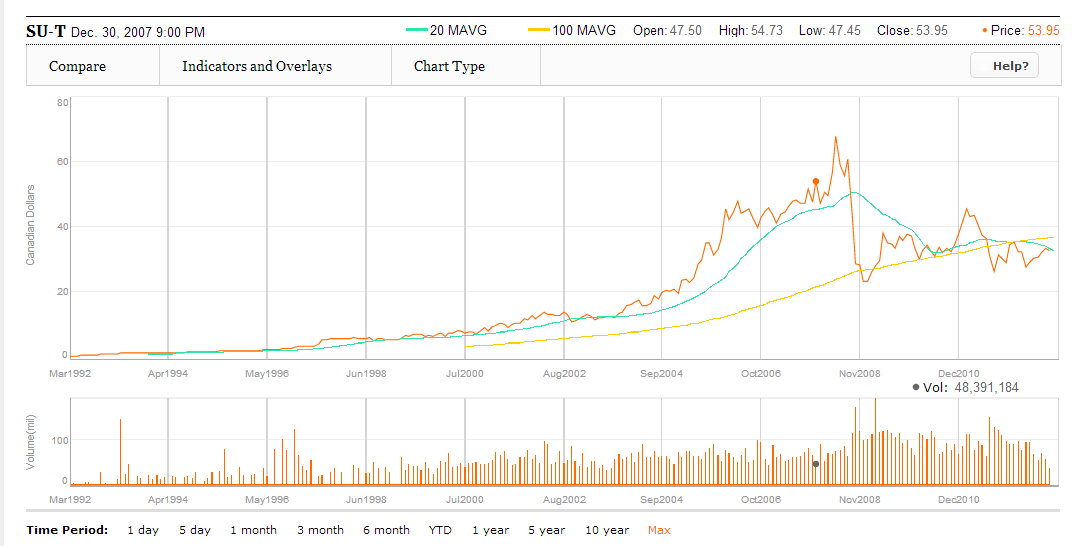 SU-T Dec. 30, 2007 9:00 PM 20 MAVG 100 MAVG Open: 47.50 High: 54.73 Low: 47.45 Close: 53.95 Price: 53.95
Compare Indicators and Overlays Chart Type Help?
80
60
40
20
0
Canadian Dollars
Mar1992 Apr1994 May1996 Jun1998 Jul2000 Aug2002 Sep2004 Oct2006 Nov2008 Dec2010
Vol: 48,391,184
100
0
Volume(mil)
Mar1992 Apr1994 May1996 Jun1998 Jul2000 Aug2002 Sep2004 Oct2006 Nov2008 Dec2010
Time Period: 1 day 5 day 1 month 3 month 6 month YTD 1 year 5 year 10 year Max